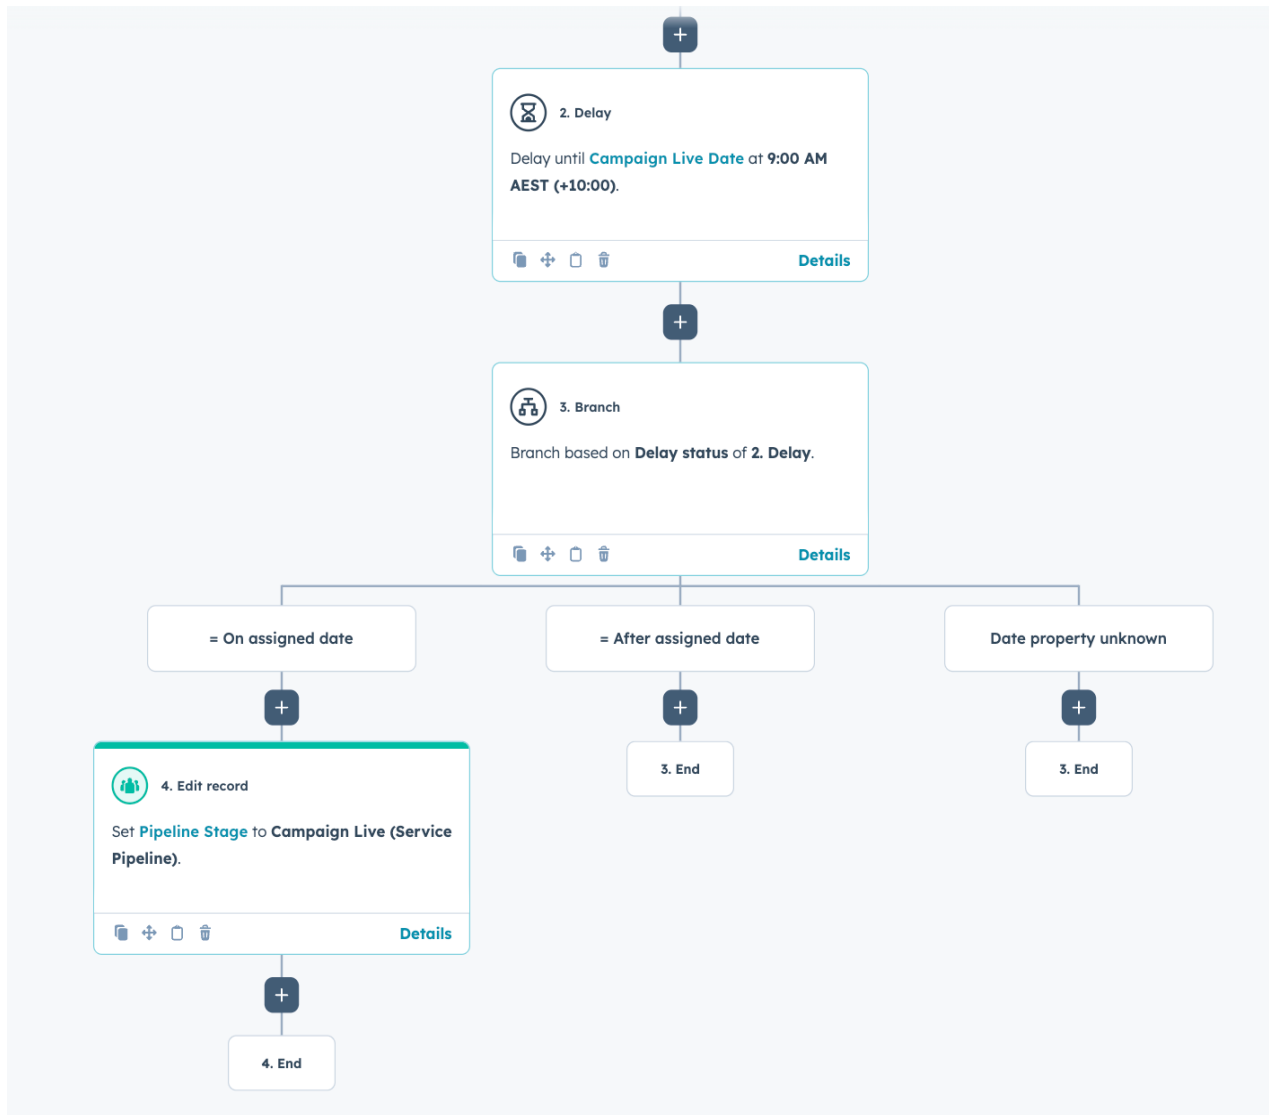 2. Delay
Delay until Campaign Live Date at 9:00 AM
AEST (+10:00).
Details
3. Branch
Branch based on Delay status of 2. Delay.
Details
= On assigned date
= After assigned date
Date property unknown
4. Edit record
Set Pipeline Stage to Campaign Live (Service
Pipeline).
Details
3. End
3. End
4. End